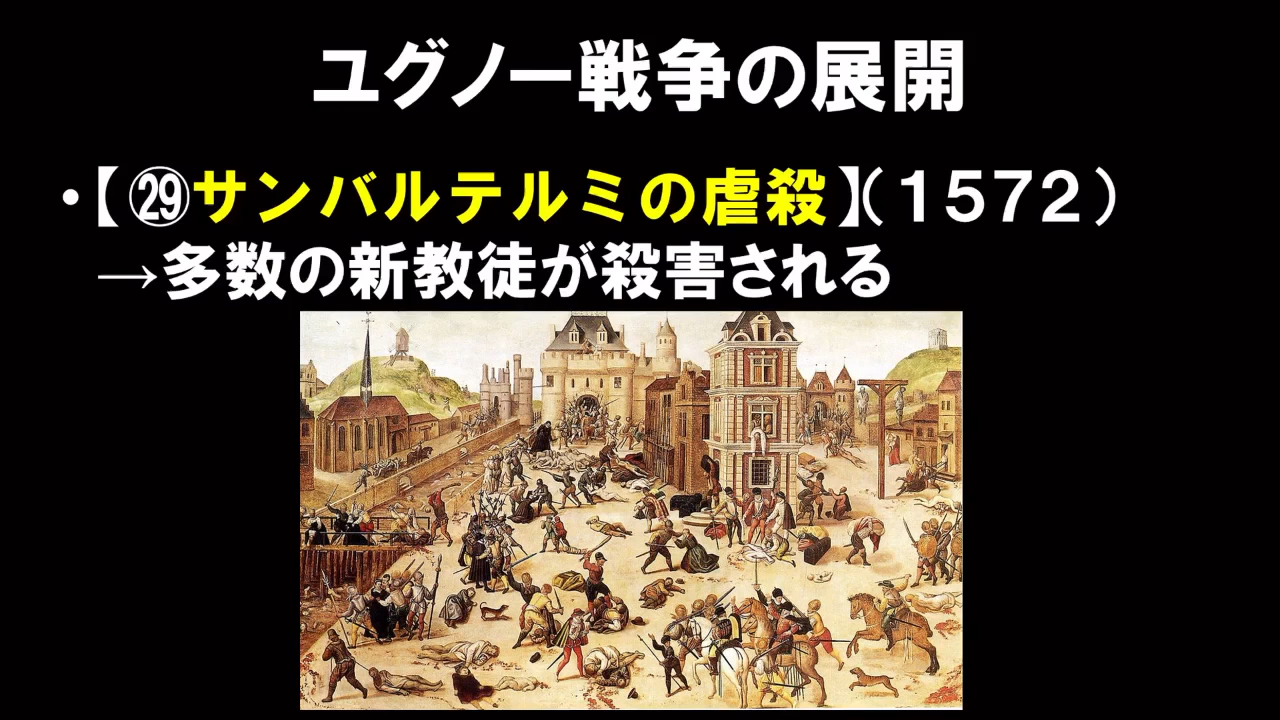 ユグノー戦争の展開
・【㉙サンバルテルミの虐殺】（１５７２）
→多数の新教徒が殺害される